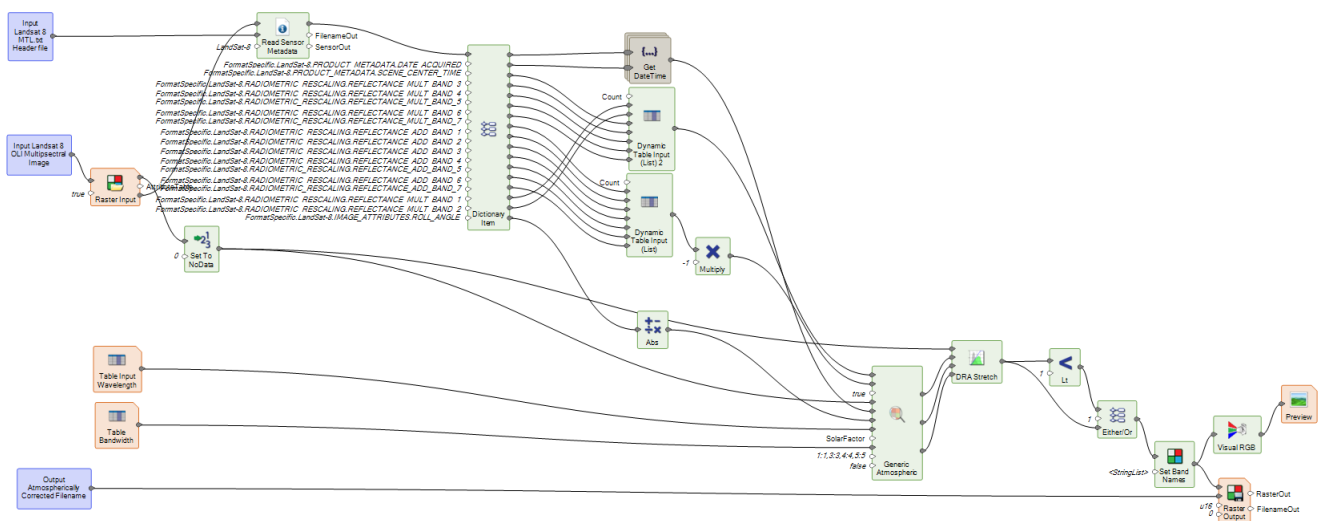 Input
Landsat 8
MTL.txt
Header file
Read Sensor
Metadata
FilenameOut
SensorOut
LandSat-8
FormatSpecific.LandSat-8.PRODUCT_METADATA.DATE_ACQUIRED
FormatSpecific.LandSat-8.PRODUCT_METADATA.SCENE_CENTER_TIME
FormatSpecific.LandSat-8.RADIOMETRIC_RESCALING.REFLECTANCE_MULT_BAND_3
FormatSpecific.LandSat-8.RADIOMETRIC_RESCALING.REFLECTANCE_MULT_BAND_4
FormatSpecific.LandSat-8.RADIOMETRIC_RESCALING.REFLECTANCE_MULT_BAND_5
FormatSpecific.LandSat-8.RADIOMETRIC_RESCALING.REFLECTANCE_MULT_BAND_6
FormatSpecific.LandSat-8.RADIOMETRIC_RESCALING.REFLECTANCE_MULT_BAND_7
FormatSpecific.LandSat-8.RADIOMETRIC_RESCALING.REFLECTANCE_ADD_BAND_1
FormatSpecific.LandSat-8.RADIOMETRIC_RESCALING.REFLECTANCE_ADD_BAND_2
FormatSpecific.LandSat-8.RADIOMETRIC_RESCALING.REFLECTANCE_ADD_BAND_3
FormatSpecific.LandSat-8.RADIOMETRIC_RESCALING.REFLECTANCE_ADD_BAND_4
FormatSpecific.LandSat-8.RADIOMETRIC_RESCALING.REFLECTANCE_ADD_BAND_5
FormatSpecific.LandSat-8.RADIOMETRIC_RESCALING.REFLECTANCE_ADD_BAND_6
FormatSpecific.LandSat-8.RADIOMETRIC_RESCALING.REFLECTANCE_ADD_BAND_7
FormatSpecific.LandSat-8.RADIOMETRIC_RESCALING.REFLECTANCE_MULT_BAND_1
FormatSpecific.LandSat-8.RADIOMETRIC_RESCALING.REFLECTANCE_MULT_BAND_2
FormatSpecific.LandSat-8.IMAGE_ATTRIBUTES.ROLL_ANGLE
Dictionary
Item
{...}
Get
DateTime
Count
Dynamic
Table Input
(List) 2
Count
Dynamic
Table Input
(List)
-1
Multiply
Input Landsat 8
OLI Multipsectral
Image
true
Raster Input
AttributeTable
0
Set To
NoData
Abs
Table Input
Wavelength
Table
Bandwidth
true
SolarFactor
1:1,3:3,4:4,5:5
false
Generic
Atmospheric
DRA Stretch
1
Lt
1
Either/Or
<StringList>
Set Band
Names
Visual RGB
Preview
Output
Atmospherically
Corrected Filename
u16
0
Raster
Output
RasterOut
FilenameOut